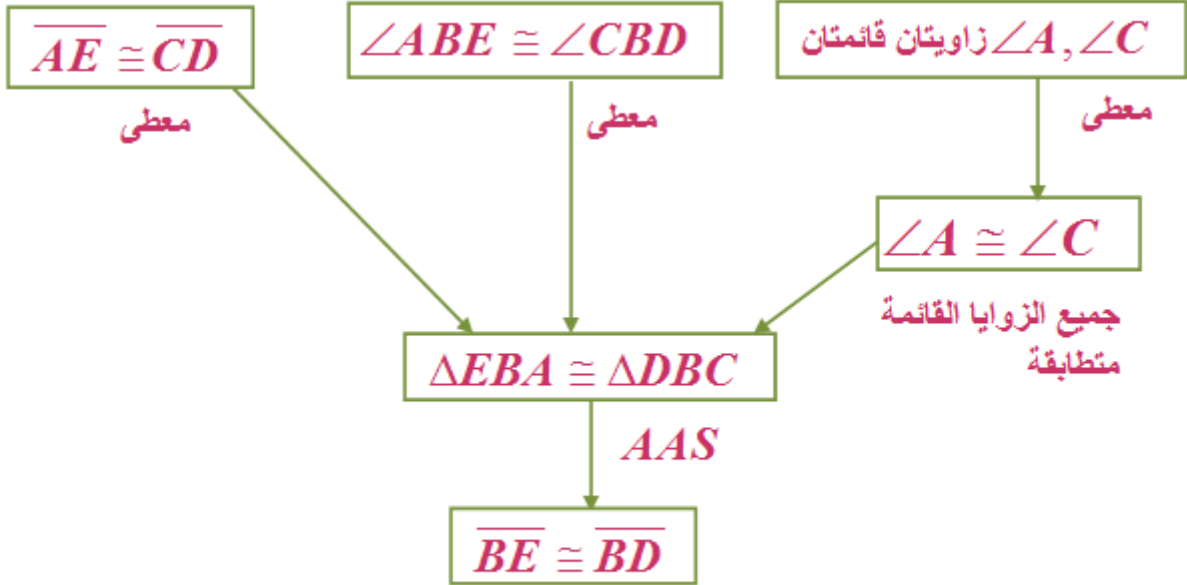 AE ≅ CD
∠ABE ≅ ∠CBD
∠A, ∠C زاويتان قائمتان
معطى
معطى
معطى
∠A ≅ ∠C
جميع الزوايا القائمة
متطابقة
ΔEBA ≅ ΔDBC
AAS
BE ≅ BD